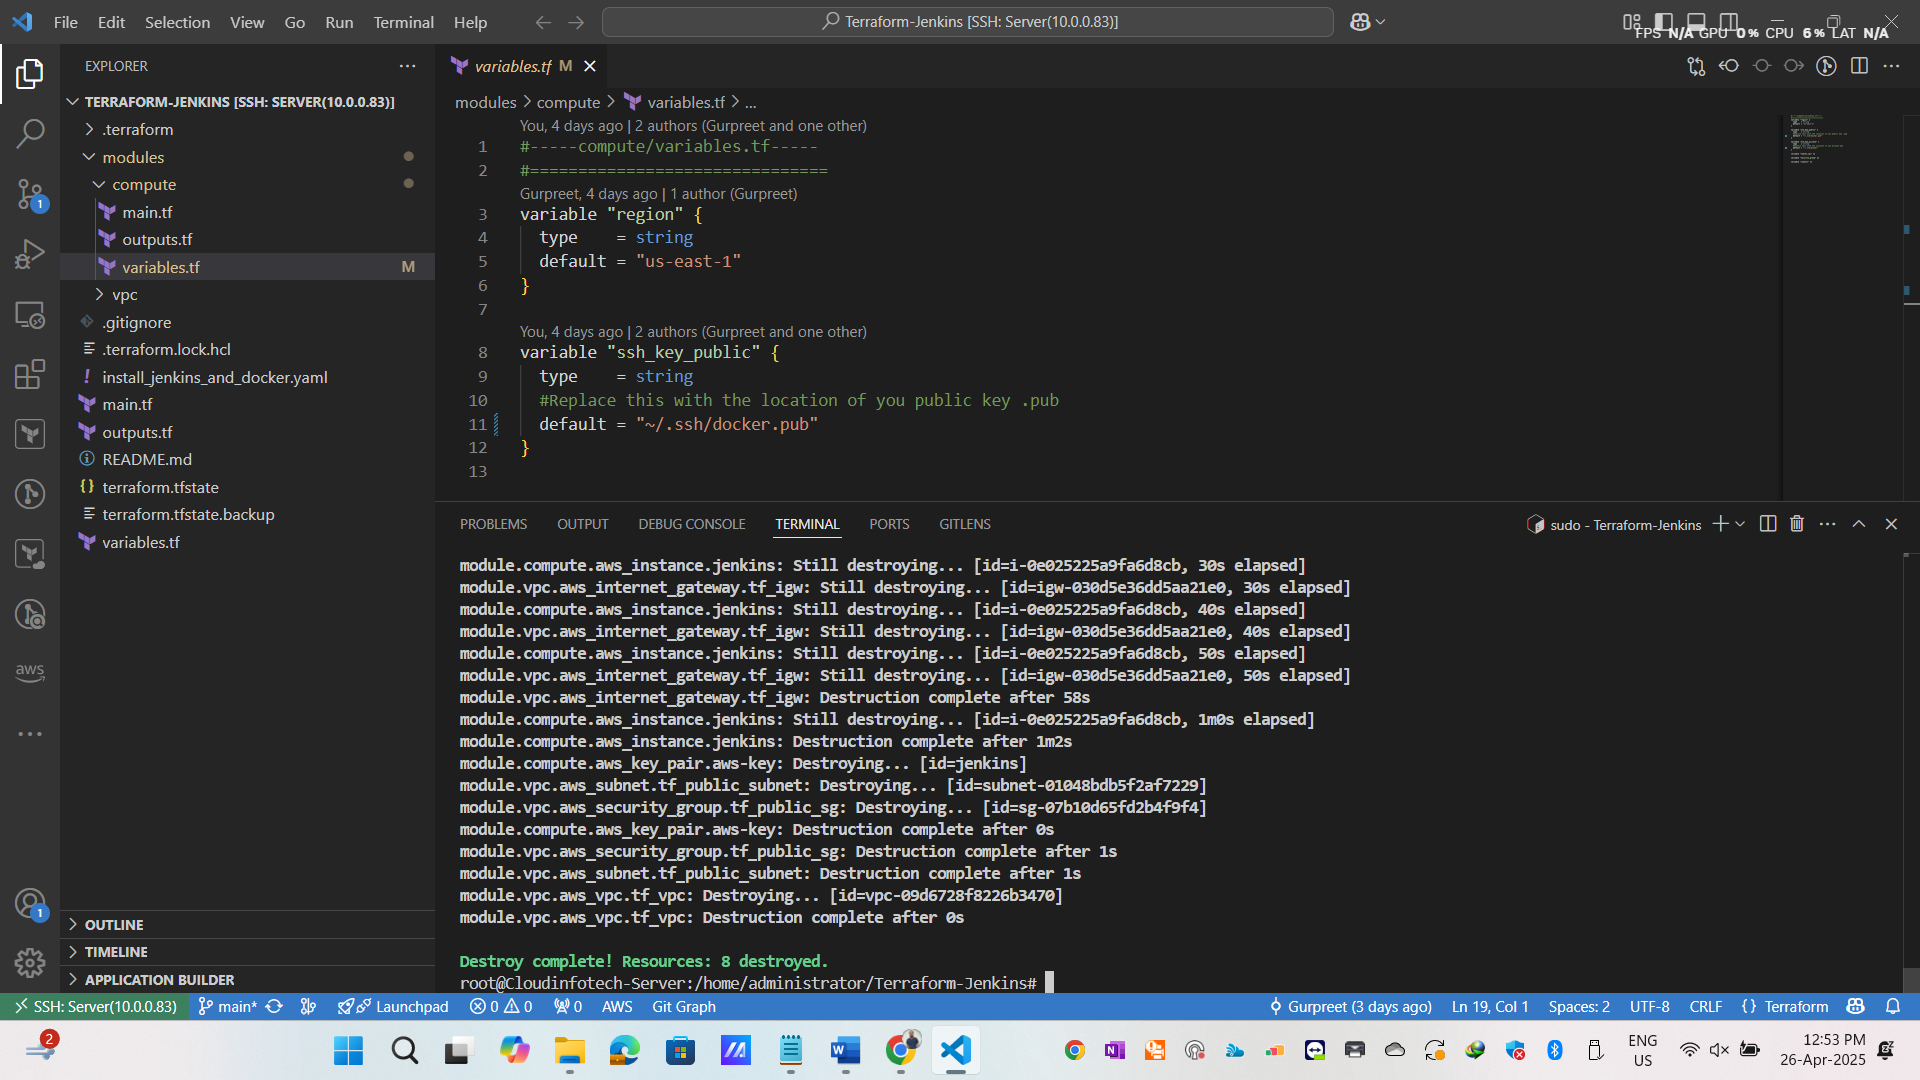 File Edit Selection View Go Run Terminal Help
Terraform-Jenkins [SSH: Server(10.0.0.83)]
FPS N/A GPU 0% CPU 6% LAT N/A
EXPLORER
TERRAFORM-JENKINS [SSH: SERVER(10.0.0.83)]
.terraform
modules
compute
main.tf
outputs.tf
variables.tf M
vpc
.gitignore
.terraform.lock.hcl
install_jenkins_and_docker.yaml
main.tf
outputs.tf
README.md
terraform.tfstate
terraform.tfstate.backup
variables.tf
OUTLINE
TIMELINE
APPLICATION BUILDER
1
aws
1
variables.tf M
modules > compute > variables.tf > ...
You, 4 days ago | 2 authors (Gurpreet and one other)
1 #-----compute/variables.tf-----
2 #===============================
Gurpreet, 4 days ago | 1 author (Gurpreet)
3 variable "region" {
4 type = string
5 default = "us-east-1"
6 }
7
You, 4 days ago | 2 authors (Gurpreet and one other)
8 variable "ssh_key_public" {
9 type = string
10 #Replace this with the location of you public key .pub
11 default = "~/.ssh/docker.pub"
12 }
13
PROBLEMS OUTPUT DEBUG CONSOLE TERMINAL PORTS GITLENS
sudo - Terraform-Jenkins
module.compute.aws_instance.jenkins: Still destroying... [id=i-0e025225a9fa6d8cb, 30s elapsed]
module.vpc.aws_internet_gateway.tf_igw: Still destroying... [id=igw-030d5e36dd5aa21e0, 30s elapsed]
module.compute.aws_instance.jenkins: Still destroying... [id=i-0e025225a9fa6d8cb, 40s elapsed]
module.vpc.aws_internet_gateway.tf_igw: Still destroying... [id=igw-030d5e36dd5aa21e0, 40s elapsed]
module.compute.aws_instance.jenkins: Still destroying... [id=i-0e025225a9fa6d8cb, 50s elapsed]
module.vpc.aws_internet_gateway.tf_igw: Still destroying... [id=igw-030d5e36dd5aa21e0, 50s elapsed]
module.vpc.aws_internet_gateway.tf_igw: Destruction complete after 58s
module.compute.aws_instance.jenkins: Still destroying... [id=i-0e025225a9fa6d8cb, 1m0s elapsed]
module.compute.aws_instance.jenkins: Destruction complete after 1m2s
module.compute.aws_key_pair.aws-key: Destroying... [id=jenkins]
module.vpc.aws_subnet.tf_public_subnet: Destroying... [id=subnet-01048bdb5f2af7229]
module.vpc.aws_security_group.tf_public_sg: Destroying... [id=sg-07b10d65fd2b4f9f4]
module.compute.aws_key_pair.aws-key: Destruction complete after 0s
module.vpc.aws_security_group.tf_public_sg: Destruction complete after 1s
module.vpc.aws_subnet.tf_public_subnet: Destruction complete after 1s
module.vpc.aws_vpc.tf_vpc: Destroying... [id=vpc-09d6728f8226b3470]
module.vpc.aws_vpc.tf_vpc: Destruction complete after 0s
Destroy complete! Resources: 8 destroyed.
root@Cloudinfotech-Server:/home/administrator/Terraform-Jenkins#
SSH: Server(10.0.0.83) main* Launchpad 0 0 0 AWS Git Graph Gurpreet (3 days ago) Ln 19, Col 1 Spaces: 2 UTF-8 CRLF {} Terraform
2
ENG
US
12:53 PM
26-Apr-2025